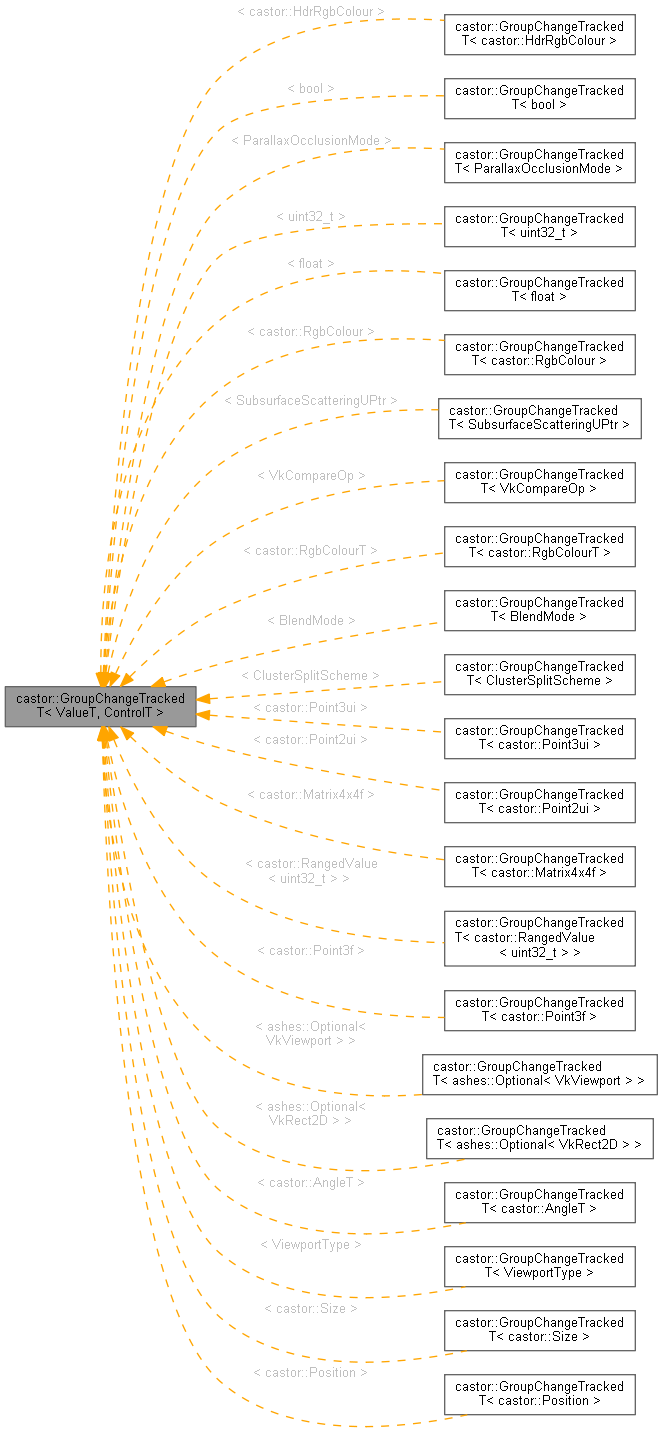 < castor::HdrRgbColour >
castor::GroupChangeTracked
T< castor::HdrRgbColour >
< bool >
castor::GroupChangeTracked
T< bool >
< ParallaxOcclusionMode >
castor::GroupChangeTracked
T< ParallaxOcclusionMode >
< uint32_t >
castor::GroupChangeTracked
T< uint32_t >
< float >
castor::GroupChangeTracked
T< float >
< castor::RgbColour >
castor::GroupChangeTracked
T< castor::RgbColour >
< SubsurfaceScatteringUPtr >
castor::GroupChangeTracked
T< SubsurfaceScatteringUPtr >
< VkCompareOp >
castor::GroupChangeTracked
T< VkCompareOp >
< castor::RgbColourT >
castor::GroupChangeTracked
T< castor::RgbColourT >
< BlendMode >
castor::GroupChangeTracked
T< BlendMode >
< ClusterSplitScheme >
castor::GroupChangeTracked
T< ClusterSplitScheme >
castor::GroupChangeTracked
T< ValueT, ControlT >
< castor::Point3ui >
castor::GroupChangeTracked
T< castor::Point3ui >
< castor::Point2ui >
castor::GroupChangeTracked
T< castor::Point2ui >
< castor::Matrix4x4f >
castor::GroupChangeTracked
T< castor::Matrix4x4f >
< castor::RangedValue
< uint32_t > >
castor::GroupChangeTracked
T< castor::RangedValue
< uint32_t > >
< castor::Point3f >
castor::GroupChangeTracked
T< castor::Point3f >
< ashes::Optional<
VkViewport > >
castor::GroupChangeTracked
T< ashes::Optional< VkViewport > >
< ashes::Optional<
VkRect2D > >
castor::GroupChangeTracked
T< ashes::Optional< VkRect2D > >
< castor::AngleT >
castor::GroupChangeTracked
T< castor::AngleT >
< ViewportType >
castor::GroupChangeTracked
T< ViewportType >
< castor::Size >
castor::GroupChangeTracked
T< castor::Size >
< castor::Position >
castor::GroupChangeTracked
T< castor::Position >